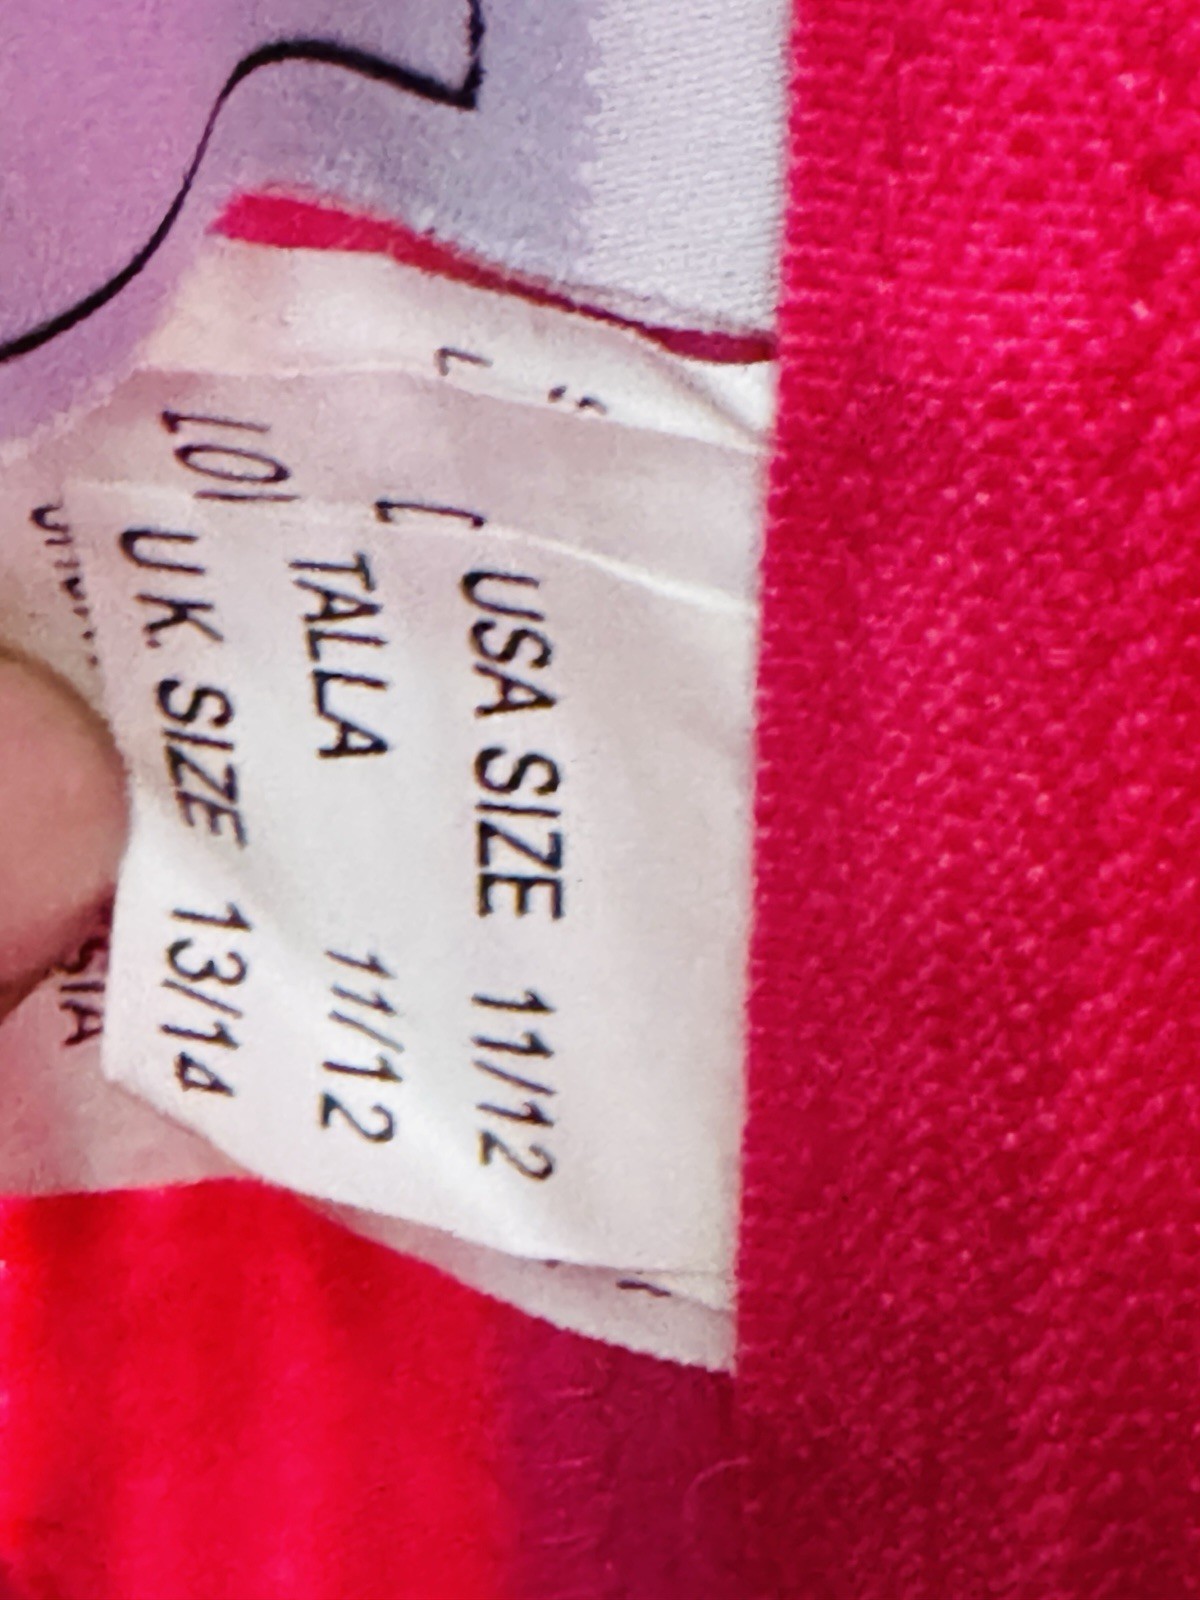 USA SIZE 11/12
TALLA 11/12
U.K. SIZE 13/14